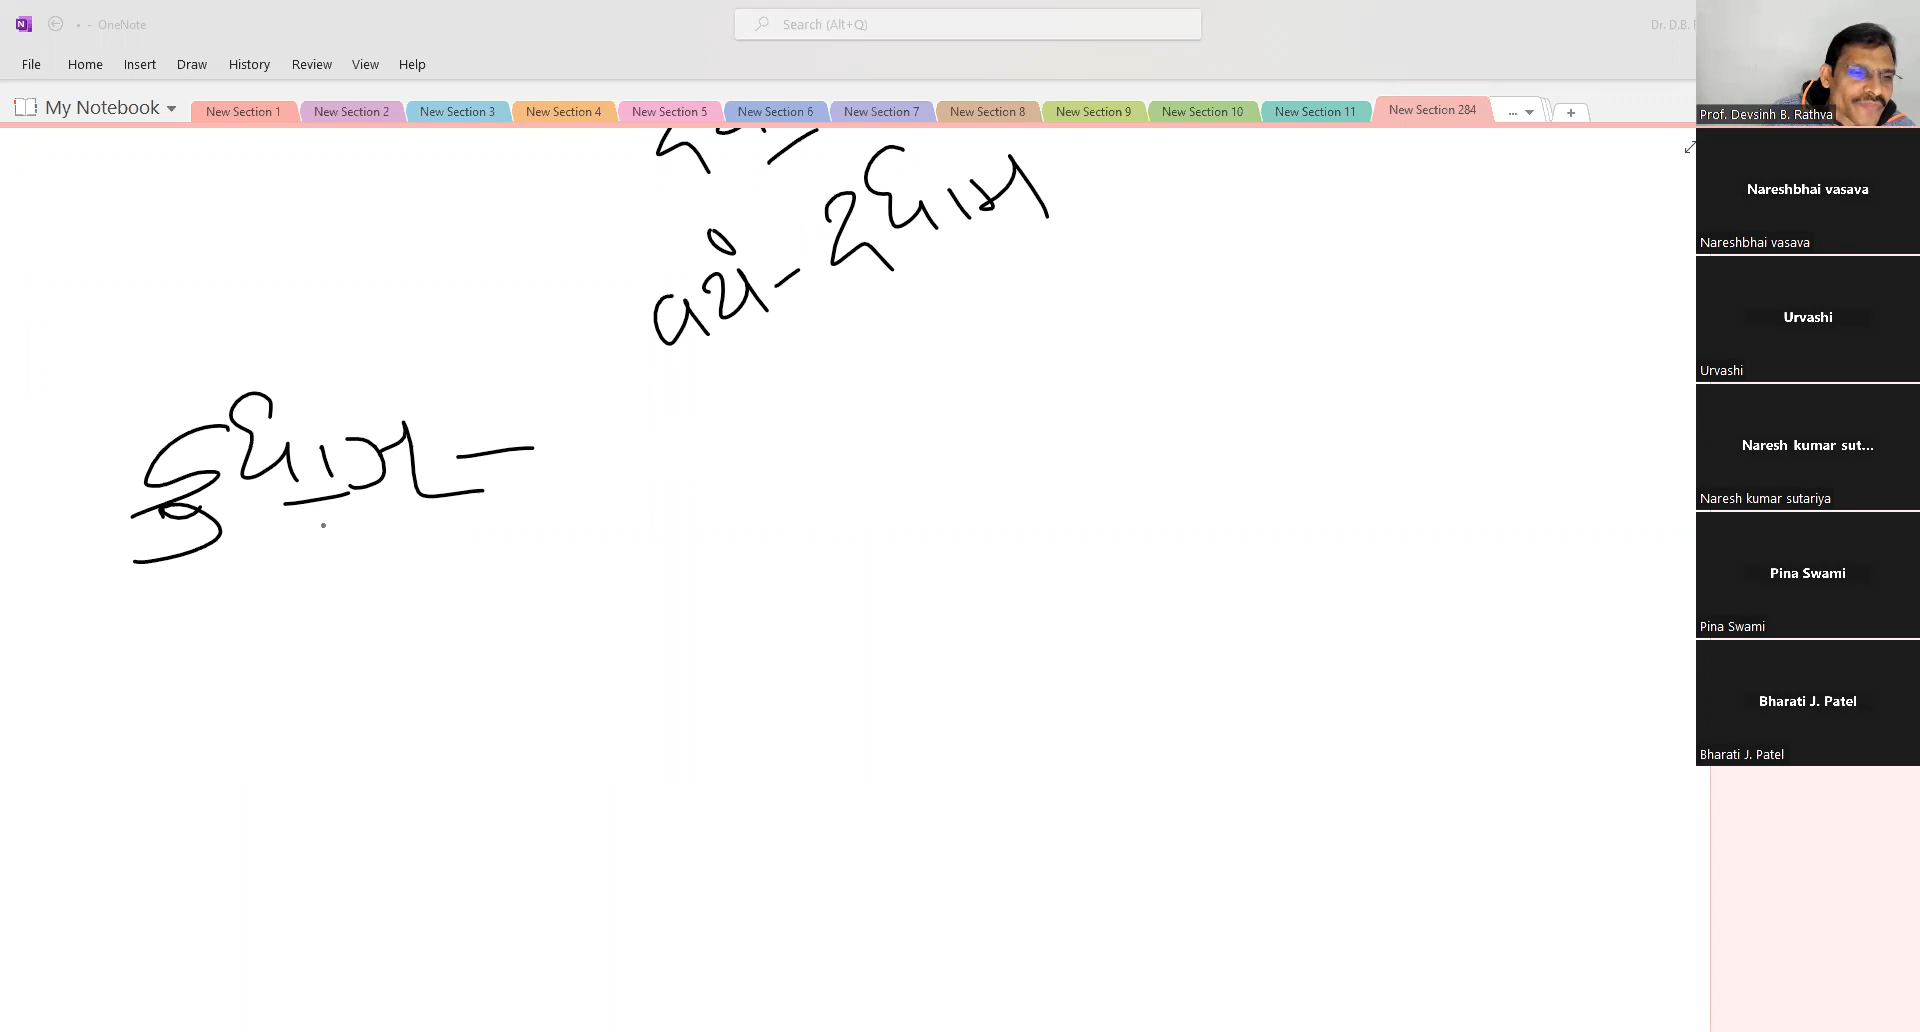 OneNote
Search (Alt+Q)
Dr. D.B.
File Home Insert Draw History Review View Help
My Notebook New Section 1 New Section 2 New Section 3 New Section 4 New Section 5 New Section 6 New Section 7 New Section 8 New Section 9 New Section 10 New Section 11 New Section 284 ...
Prof. Devsinh B. Rathva
Nareshbhai vasava
Nareshbhai vasava
Urvashi
Urvashi
Naresh kumar sut...
Naresh kumar sutariya
Pina Swami
Pina Swami
Bharati J. Patel
Bharati J. Patel